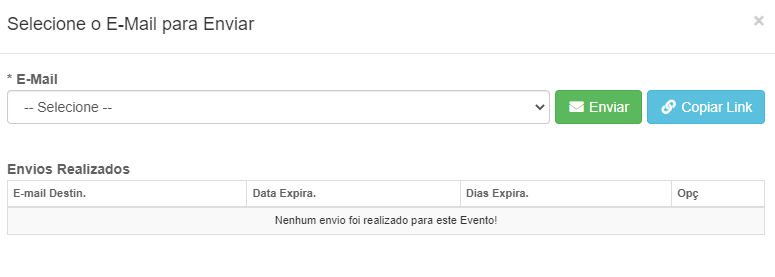 Selecione o E-Mail para Enviar
×
* E-Mail
-- Selecione --
Enviar
Copiar Link
Envios Realizados
E-mail Destin. Data Expira. Dias Expira. Opç
Nenhum envio foi realizado para este Evento!